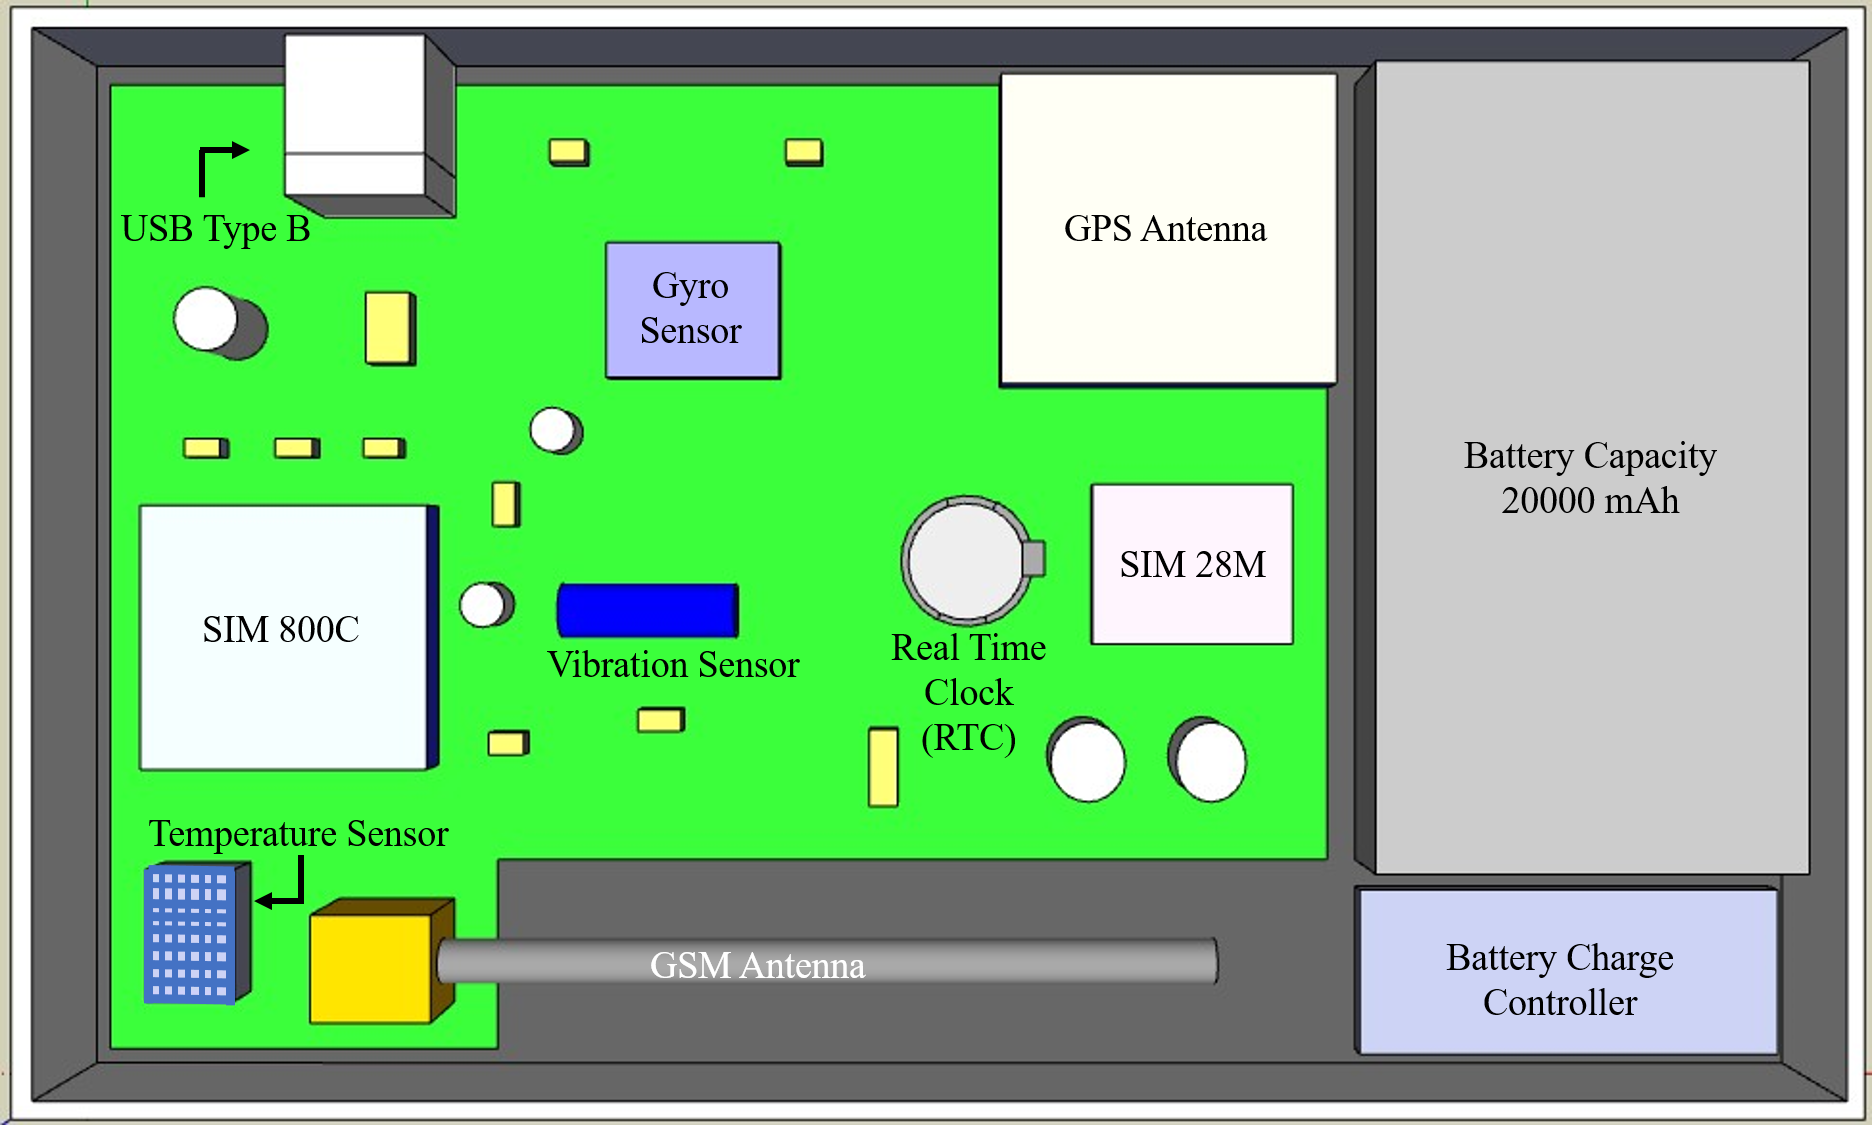 USB Type B
Gyro
Sensor
GPS Antenna
Battery Capacity
20000 mAh
SIM 800C
Vibration Sensor
Real Time
Clock
(RTC)
SIM 28M
Temperature Sensor
GSM Antenna
Battery Charge
Controller